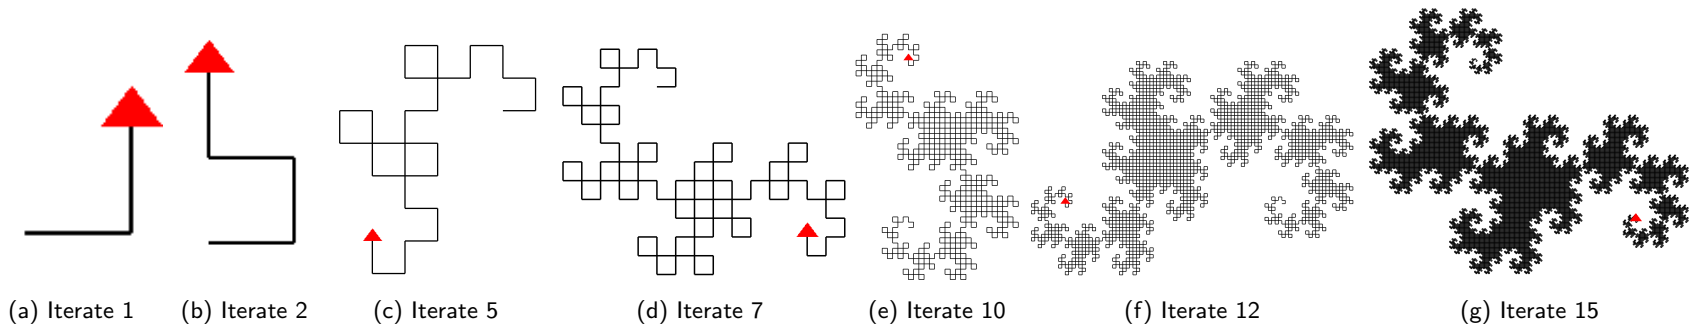 (a) Iterate 1
(b) Iterate 2
(c) Iterate 5
(d) Iterate 7
(e) Iterate 10
(f) Iterate 12
(g) Iterate 15